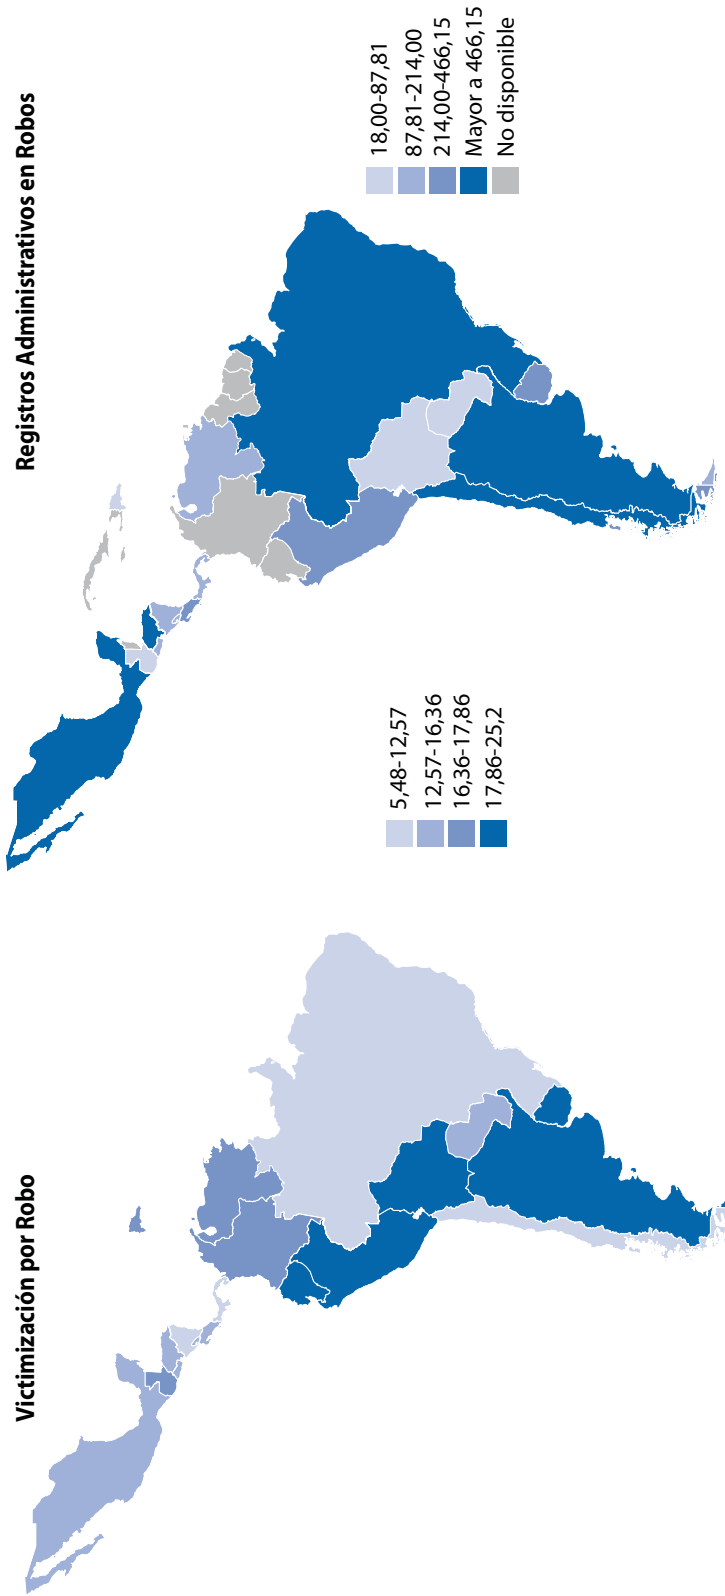 Victimización por Robo
5,48-12,57
12,57-16,36
16,36-17,86
17,86-25,2
Registros Administrativos en Robos
18,00-87,81
87,81-214,00
214,00-466,15
Mayor a 466,15
No disponible